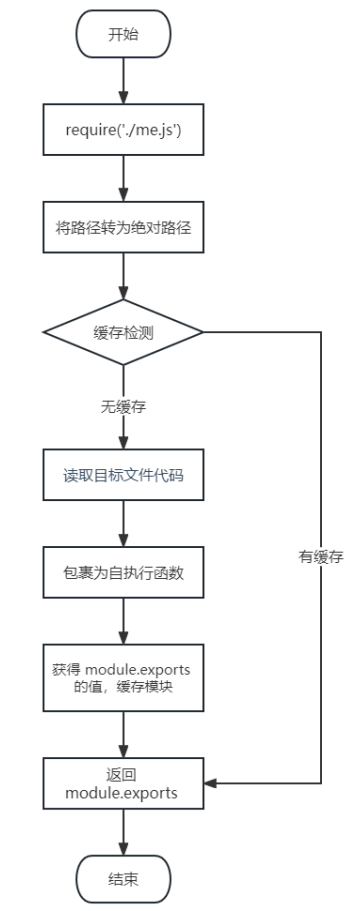 开始
require('./me.js')
将路径转为绝对路径
缓存检测
无缓存
读取目标文件代码
有缓存
包裹为自执行函数
获得 module.exports
的值，缓存模块
返回
module.exports
结束